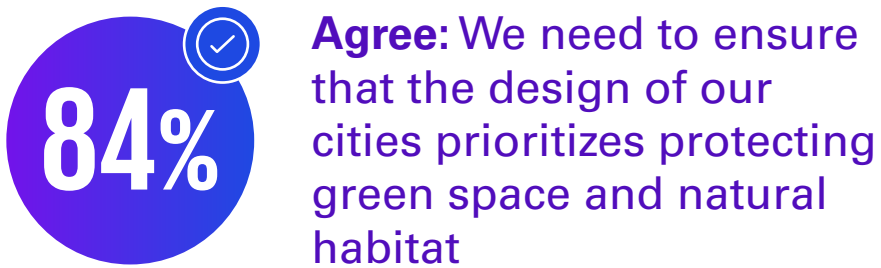 84%
Agree: We need to ensure
that the design of our
cities prioritizes protecting
green space and natural
habitat